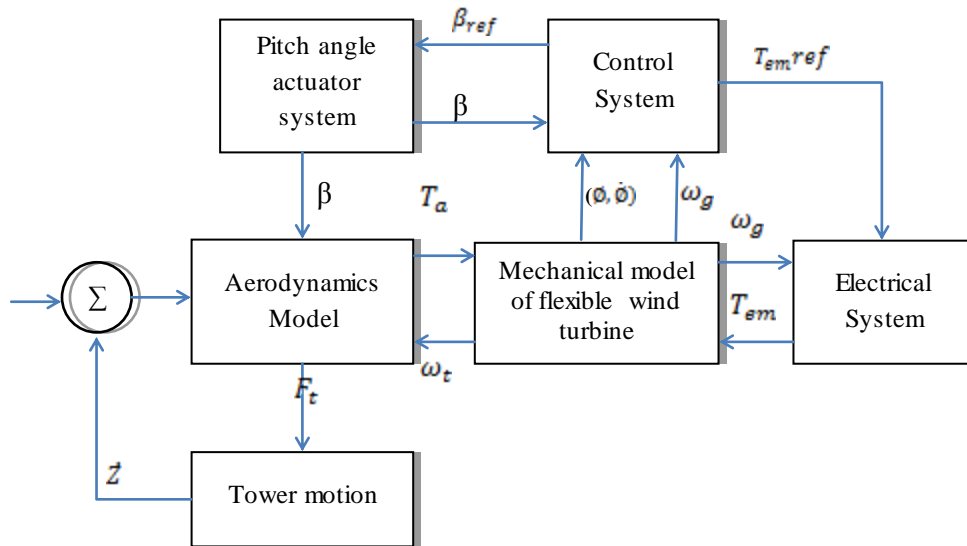 Pitch angle
actuator
system
β_ref
β
Control
System
T_em ref
β
T_a
(ø, ø̇)
ω_g
ω_g
Σ
Aerodynamics
Model
Mechanical model
of flexible wind
turbine
Electrical
System
T_em
ω_t
F_t
Ż
Tower motion